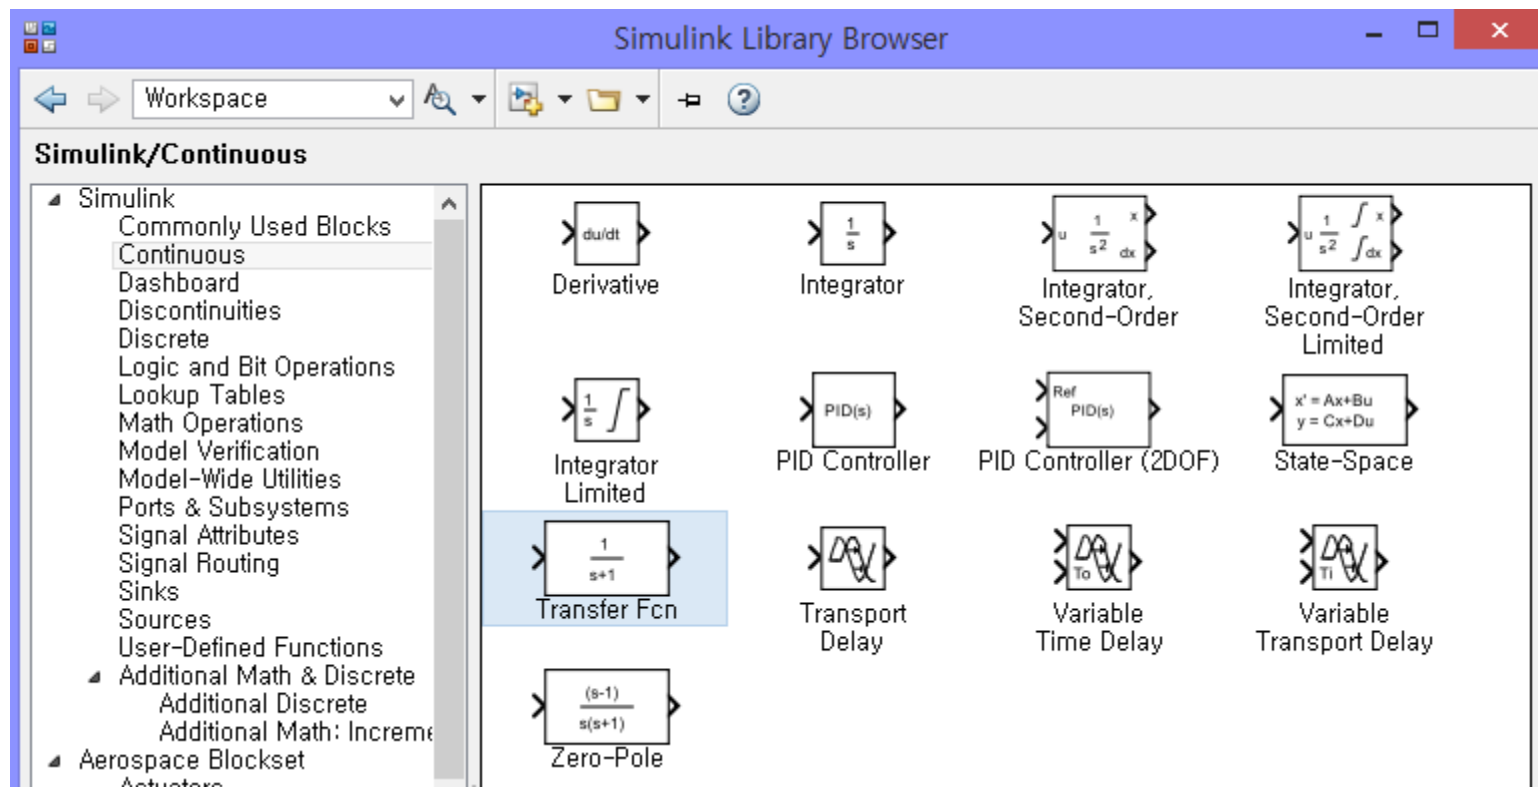 Simulink Library Browser
Workspace
Simulink/Continuous
Simulink
Commonly Used Blocks
Continuous
Dashboard
Discontinuities
Discrete
Logic and Bit Operations
Lookup Tables
Math Operations
Model Verification
Model-Wide Utilities
Ports & Subsystems
Signal Attributes
Signal Routing
Sinks
Sources
User-Defined Functions
Additional Math & Discrete
Additional Discrete
Additional Math: Increme
Aerospace Blockset
Actuators
du/dt
Derivative
1
s
Integrator
u 1 x
s2 dx
Integrator,
Second-Order
u 1 ∫ x
s2 ∫dx
Integrator,
Second-Order
Limited
1 ∫
s
Integrator
Limited
PID(s)
PID Controller
Ref
PID(s)
PID Controller (2DOF)
x' = Ax+Bu
y = Cx+Du
State-Space
1
s+1
Transfer Fcn
Transport
Delay
To
Variable
Time Delay
Ti
Variable
Transport Delay
(s-1)
s(s+1)
Zero-Pole